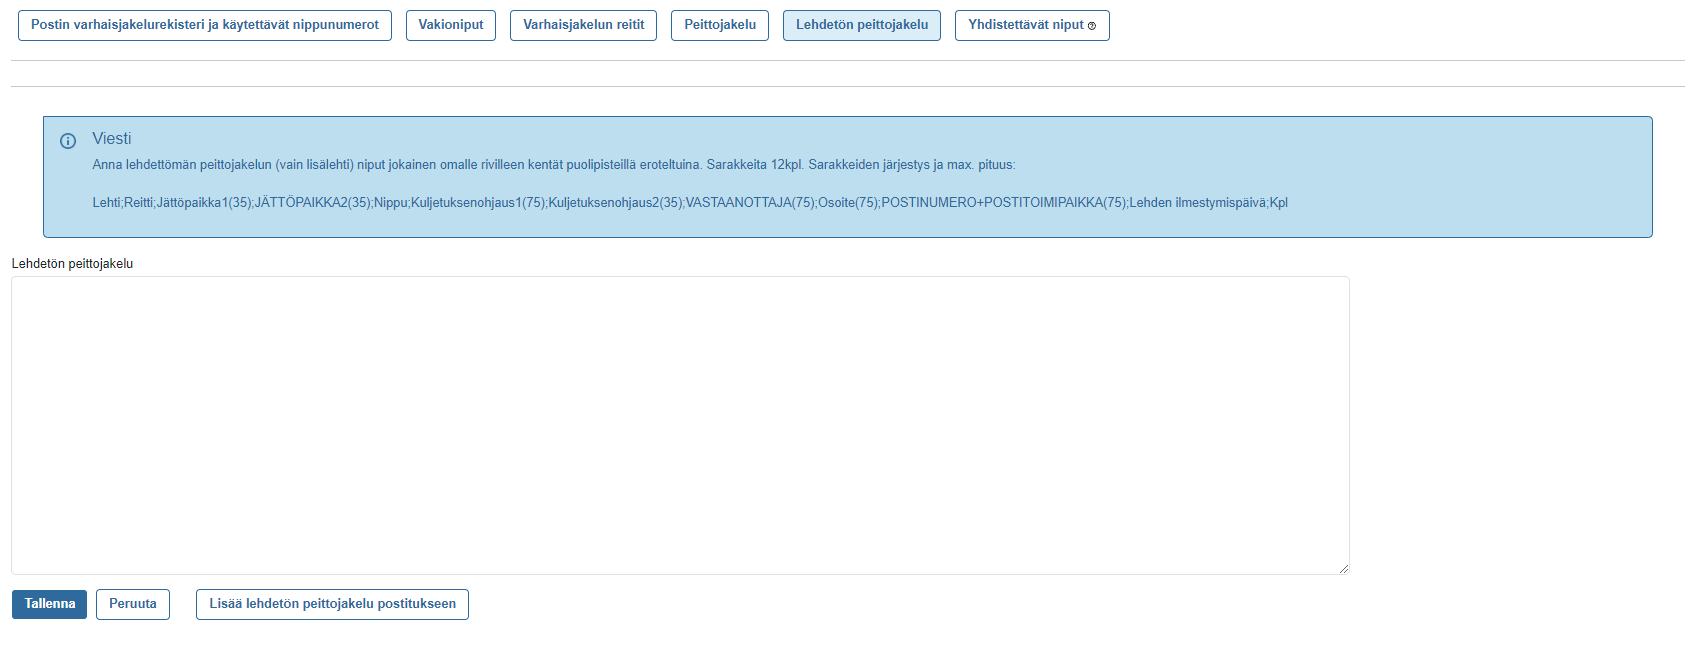 Postin varhaisjakelurekisteri ja käytettävät nippunumerot Vakioniput Varhaisjakelun reitit Peittojakelu Lehdetön peittojakelu Yhdistettävät niput
Viesti
Anna lehdettömän peittojakelun (vain lisälehti) niput jokainen omalle rivilleen kentät puolipisteillä eroteltuina. Sarakkeita 12kpl. Sarakkeiden järjestys ja max. pituus:
Lehti;Reitti;Jättöpaikka1(35);JÄTTÖPAIKKA2(35);Nippu;Kuljetuksenohjaus1(75);Kuljetuksenohjaus2(35);VASTAANOTTAJA(75);Osoite(75);POSTINUMERO+POSTITOIMIPAIKKA(75);Lehden ilmestymispäivä;Kpl
Lehdetön peittojakelu
Tallenna Peruuta Lisää lehdetön peittojakelu postitukseen